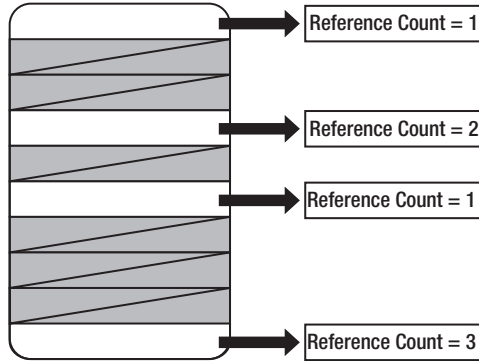 Reference Count = 1
Reference Count = 2
Reference Count = 1
Reference Count = 3